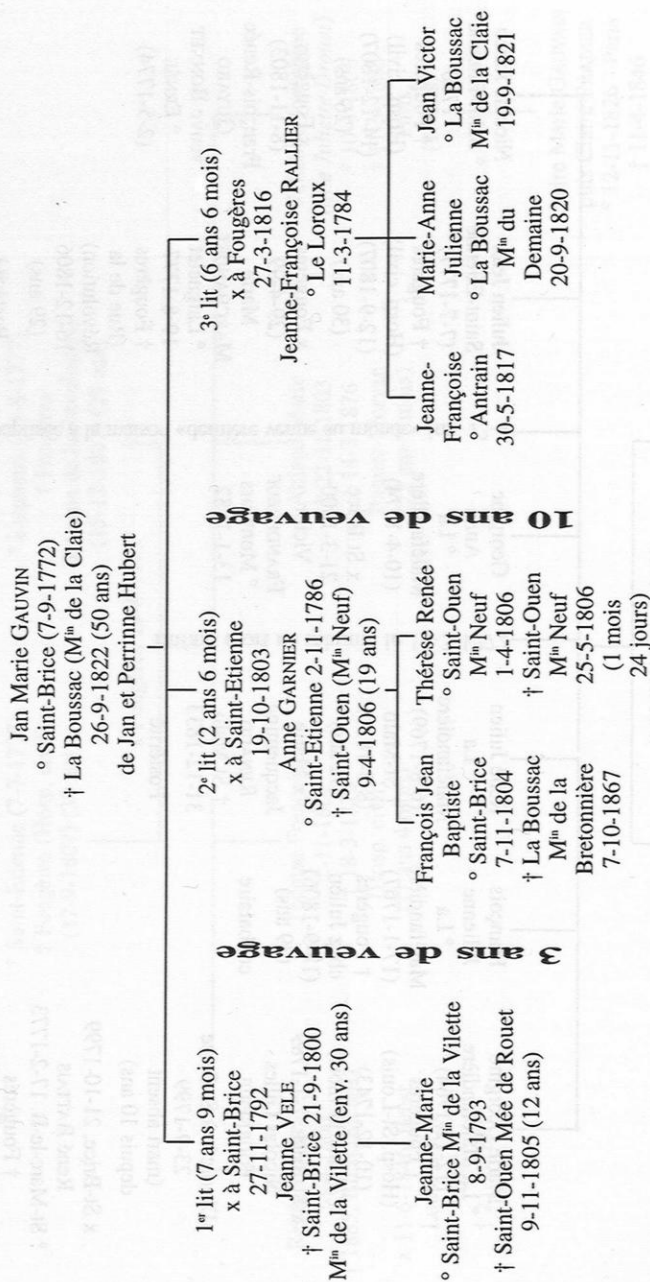 Jan Marie GAUVIN
° Saint-Brice (7-9-1772)
† La Boussac (Mⁱⁿ de la Claie)
26-9-1822 (50 ans)
de Jan et Perrinne Hubert
1ᵉʳ lit (7 ans 9 mois)
x à Saint-Brice
27-11-1792
Jeanne VELE
† Saint-Brice 21-9-1800
Mⁱⁿ de la Vilette (env. 30 ans)
Jeanne-Marie
° Saint-Brice Mⁱⁿ de la Vilette
8-9-1793
† Saint-Ouen Mée de Rouet
9-11-1805 (12 ans)
3 ans de veuvage
2ᵉ lit (2 ans 6 mois)
x à Saint-Etienne
19-10-1803
Anne GARNIER
° Saint-Etienne 2-11-1786
† Saint-Ouen (Mⁱⁿ Neuf)
9-4-1806 (19 ans)
François Jean
Baptiste
° Saint-Brice
7-11-1804
† La Boussac
Mⁱⁿ de la
Bretonnière
7-10-1867
Thérèse Renée
° Saint-Ouen
Mⁱⁿ Neuf
1-4-1806
† Saint-Ouen
Mⁱⁿ Neuf
25-5-1806
(1 mois
24 jours)
10 ans de veuvage
3ᵉ lit (6 ans 6 mois)
x à Fougères
27-3-1816
Jeanne-Françoise RALLIER
° Le Loroux
11-3-1784
Jeanne-
Françoise
° Antrain
30-5-1817
Marie-Anne
Julienne
° La Boussac
Mⁱⁿ du
Demaine
20-9-1820
Jean Victor
° La Boussac
Mⁱⁿ de la Claie
19-9-1821